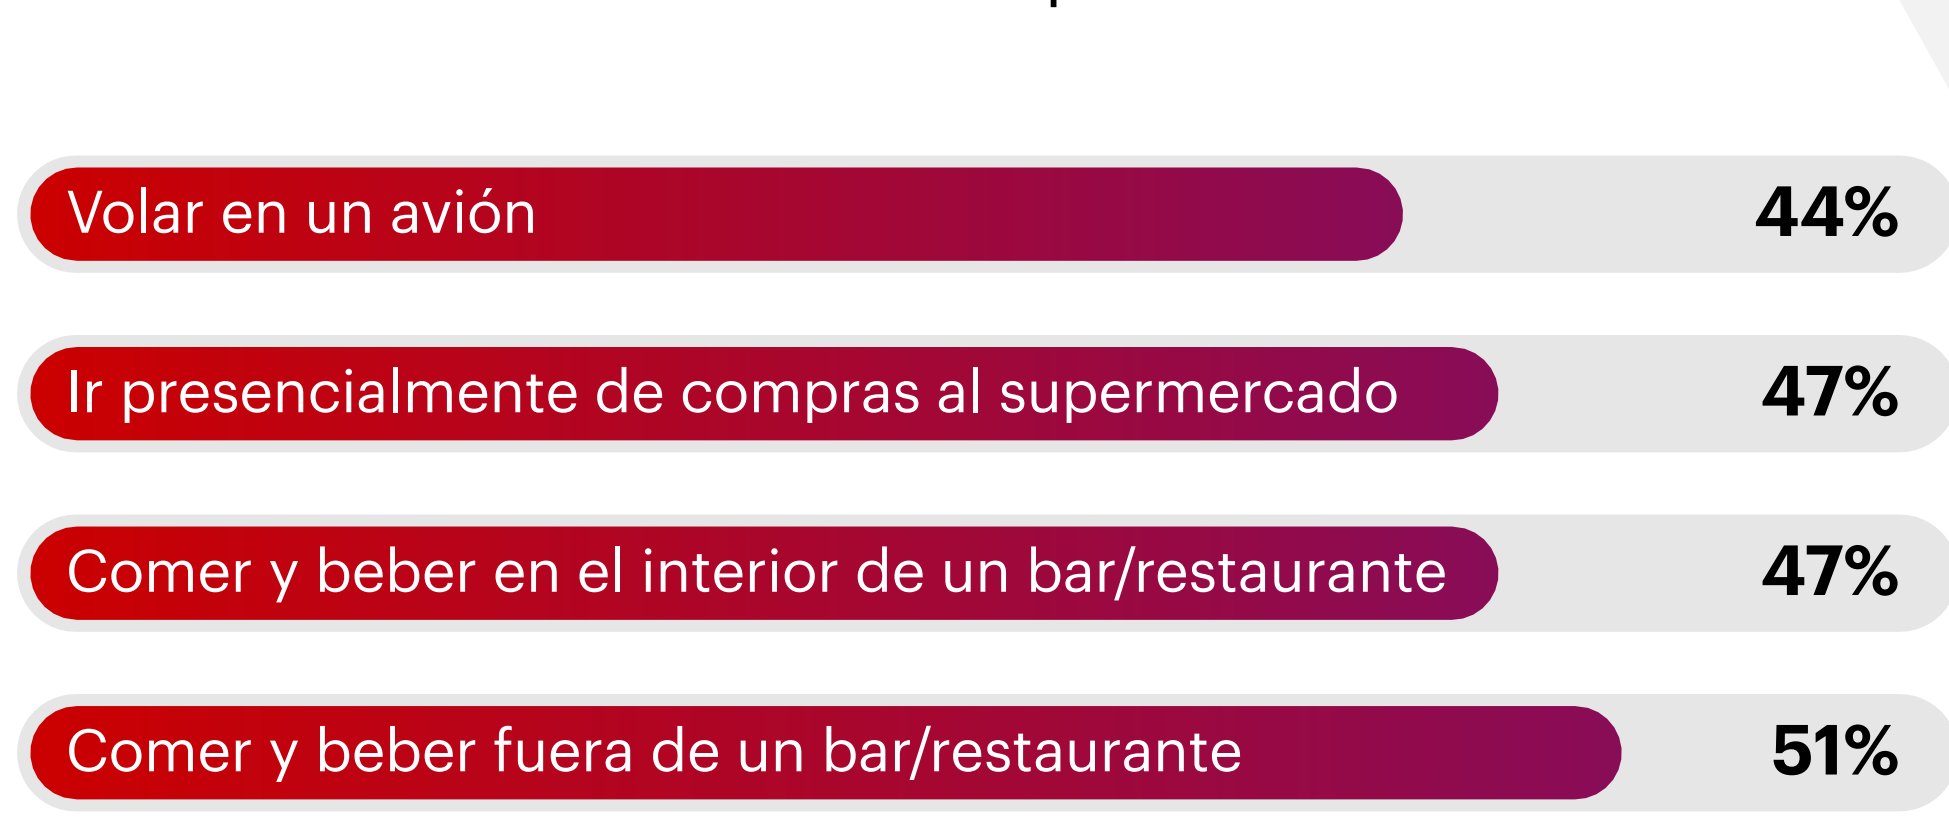 Volar en un avión 44%
Ir presencialmente de compras al supermercado 47%
Comer y beber en el interior de un bar/restaurante 47%
Comer y beber fuera de un bar/restaurante 51%